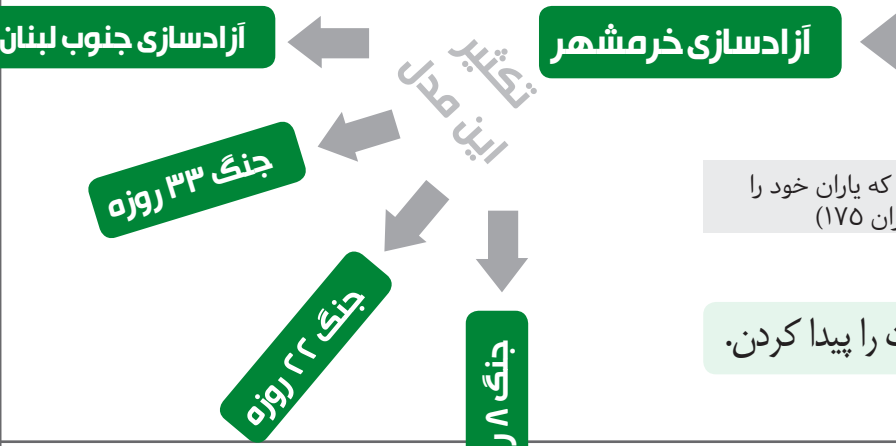 آزادسازی خرمشهر
تکثیر
این مدل
آزادسازی جنوب لبنان
جنگ ۳۳ روزه
جنگ ۲۲ روزه
جنگ ۸
که یاران خود را
۱۷۵)
را پیدا کردن.